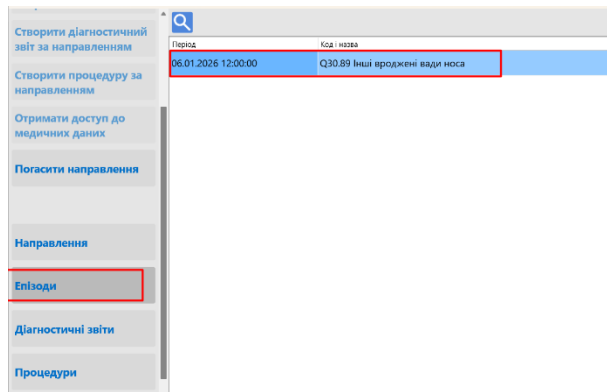 Створити діагностичний
звіт за направленням
Створити процедуру за
направленням
Отримати доступ до
медичних даних
Погасити направлення
Направлення
Епізоди
Діагностичні звіти
Процедури
Період Код і назва
06.01.2026 12:00:00 Q30.89 Інші вроджені вади носа